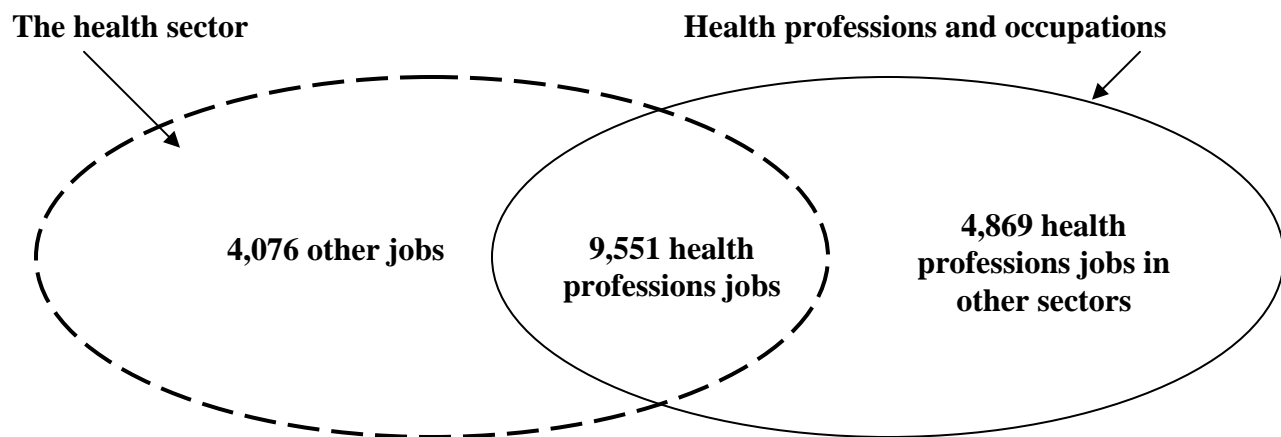 The health sector
Health professions and occupations
4,076 other jobs
9,551 health
professions jobs
4,869 health
professions jobs in
other sectors